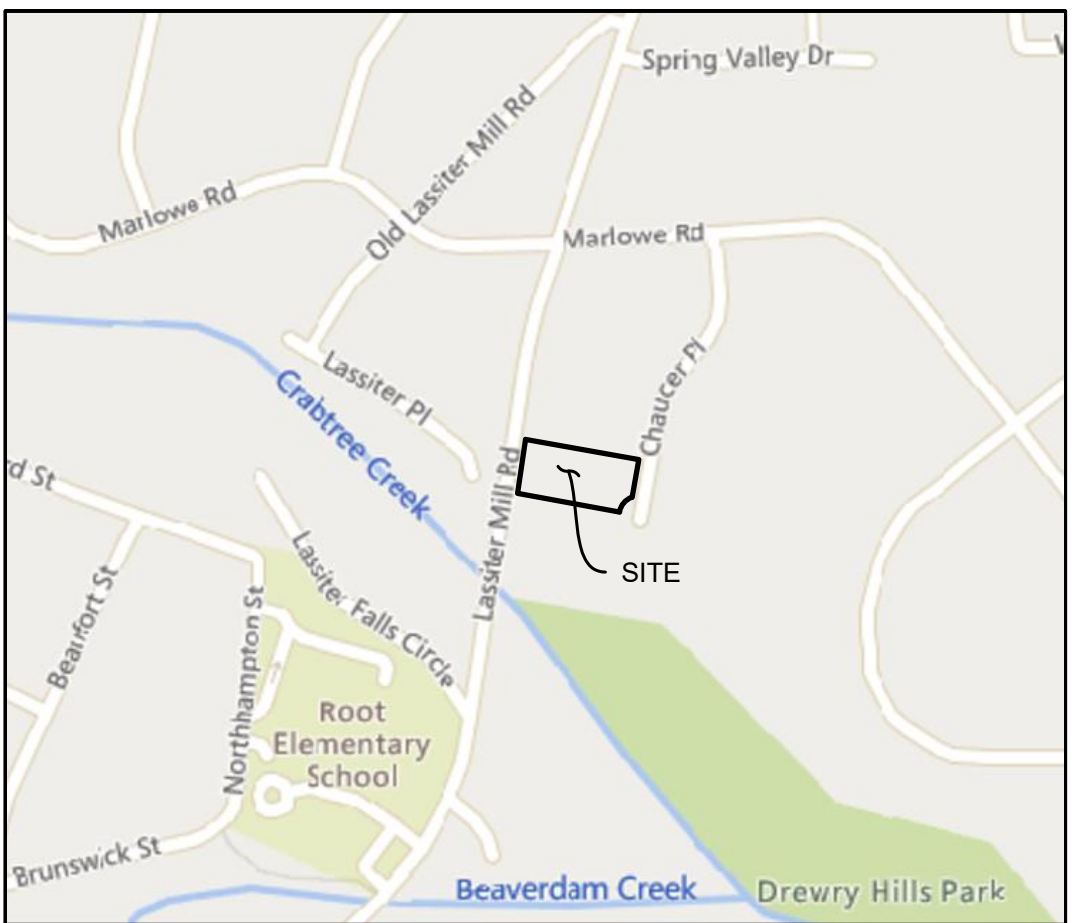 Spring Valley Dr
Old Lassiter Mill Rd
Marlowe Rd
Marlowe Rd
Lassiter Pl
Chaucer Pl
Crabtree Creek
rd St
Lassiter Mill Rd
SITE
Lassiter Falls Circle
Beaufort St
Northhampton St
Root
Elementary
School
Brunswick St
Beaverdam Creek
Drewry Hills Park